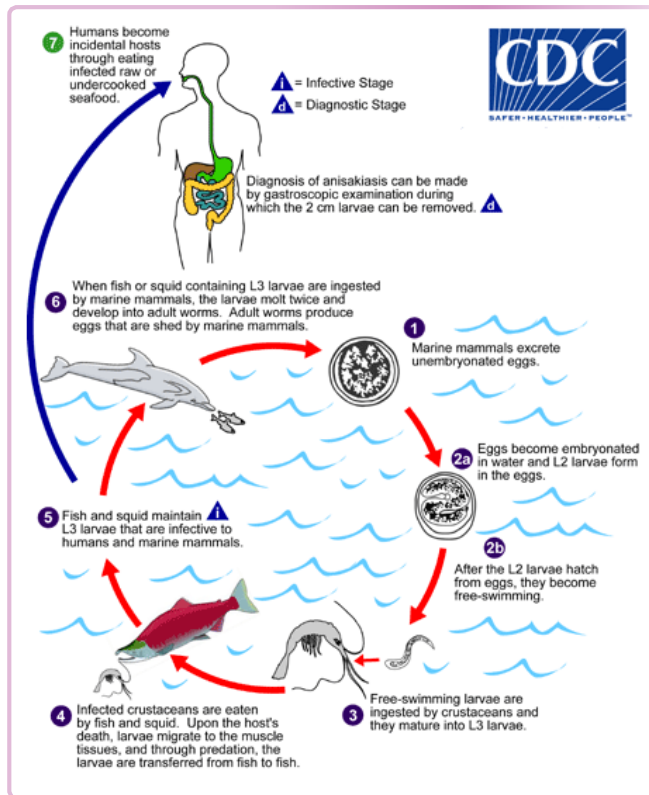 7 Humans become
incidental hosts
through eating
infected raw or
undercooked
seafood.
i = Infective Stage
d = Diagnostic Stage
CDC
SAFER•HEALTHIER•PEOPLE™
Diagnosis of anisakiasis can be made
by gastroscopic examination during
which the 2 cm larvae can be removed. d
6 When fish or squid containing L3 larvae are ingested
by marine mammals, the larvae molt twice and
develop into adult worms. Adult worms produce
eggs that are shed by marine mammals.
1
Marine mammals excrete
unembryonated eggs.
2a Eggs become embryonated
in water and L2 larvae form
in the eggs.
2b
After the L2 larvae hatch
from eggs, they become
free-swimming.
5 Fish and squid maintain i
L3 larvae that are infective to
humans and marine mammals.
3 Free-swimming larvae are
ingested by crustaceans and
they mature into L3 larvae.
4 Infected crustaceans are eaten
by fish and squid. Upon the host's
death, larvae migrate to the muscle
tissues, and through predation, the
larvae are transferred from fish to fish.